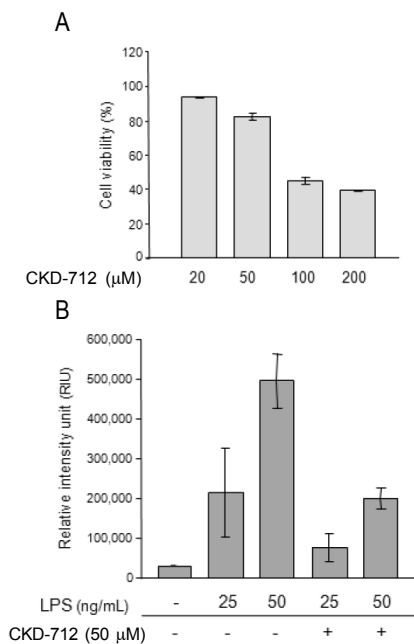 A
Cell viability (%)
120
100
80
60
40
20
0
CKD-712 (μM) 20 50 100 200
B
Relative intensity unit (RIU)
600,000
500,000
400,000
300,000
200,000
100,000
0
LPS (ng/mL) - 25 50 25 50
CKD-712 (50 μM) - - - + +